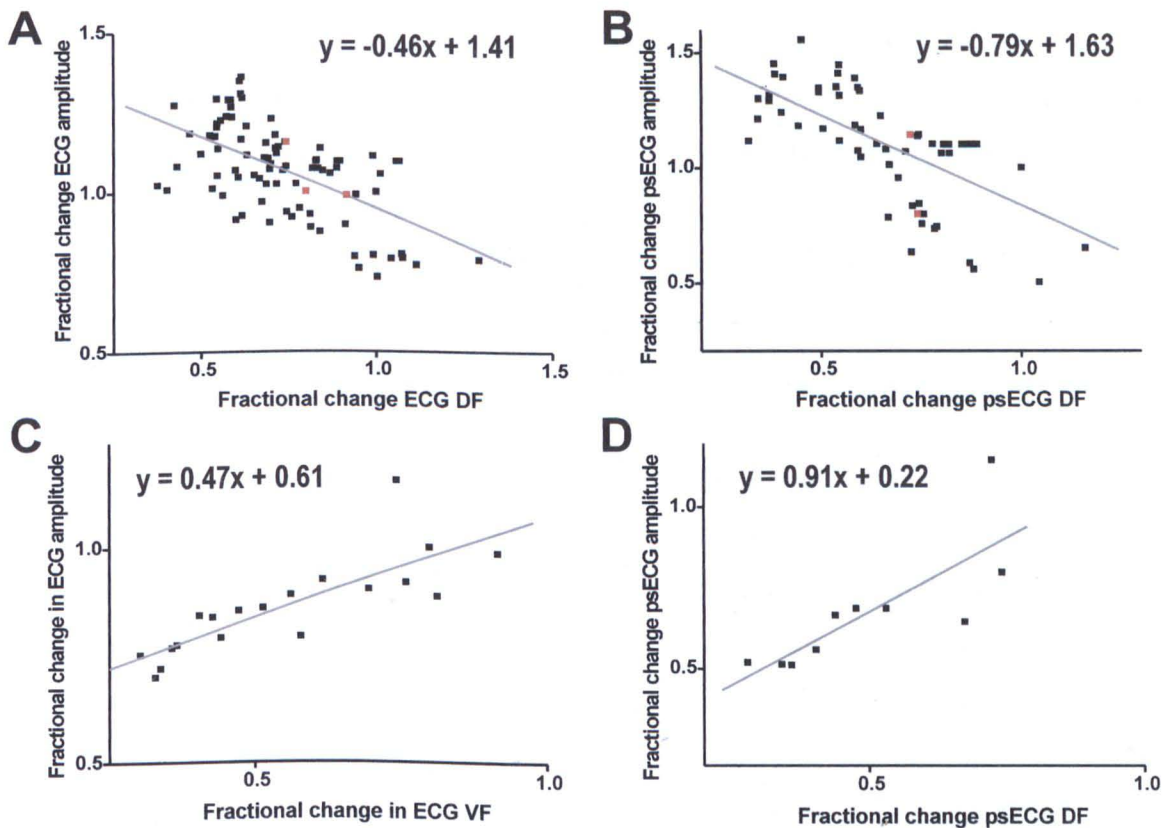 A
y = -0.46x + 1.41
Fractional change ECG amplitude
1.5
1.0
0.5
0.5
1.0
1.5
Fractional change ECG DF
B
y = -0.79x + 1.63
Fractional change psECG amplitude
1.5
1.0
0.5
0.5
1.0
Fractional change psECG DF
C
y = 0.47x + 0.61
Fractional change in ECG amplitude
1.0
0.5
0.5
1.0
Fractional change in ECG VF
D
y = 0.91x + 0.22
Fractional change psECG amplitude
1.0
0.5
0.5
1.0
Fractional change psECG DF